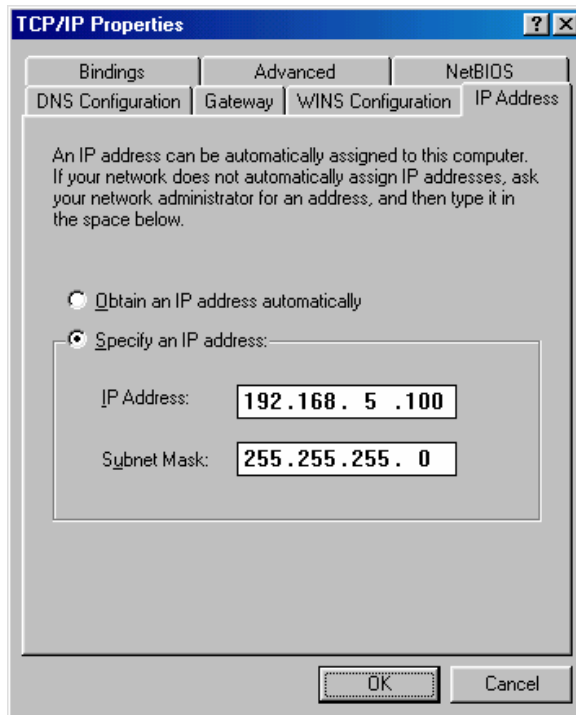 TCP/IP Properties
Bindings Advanced NetBIOS
DNS Configuration Gateway WINS Configuration IP Address
An IP address can be automatically assigned to this computer.
If your network does not automatically assign IP addresses, ask
your network administrator for an address, and then type it in
the space below.
Obtain an IP address automatically
Specify an IP address:
IP Address: 192.168. 5 .100
Subnet Mask: 255.255.255. 0
OK Cancel